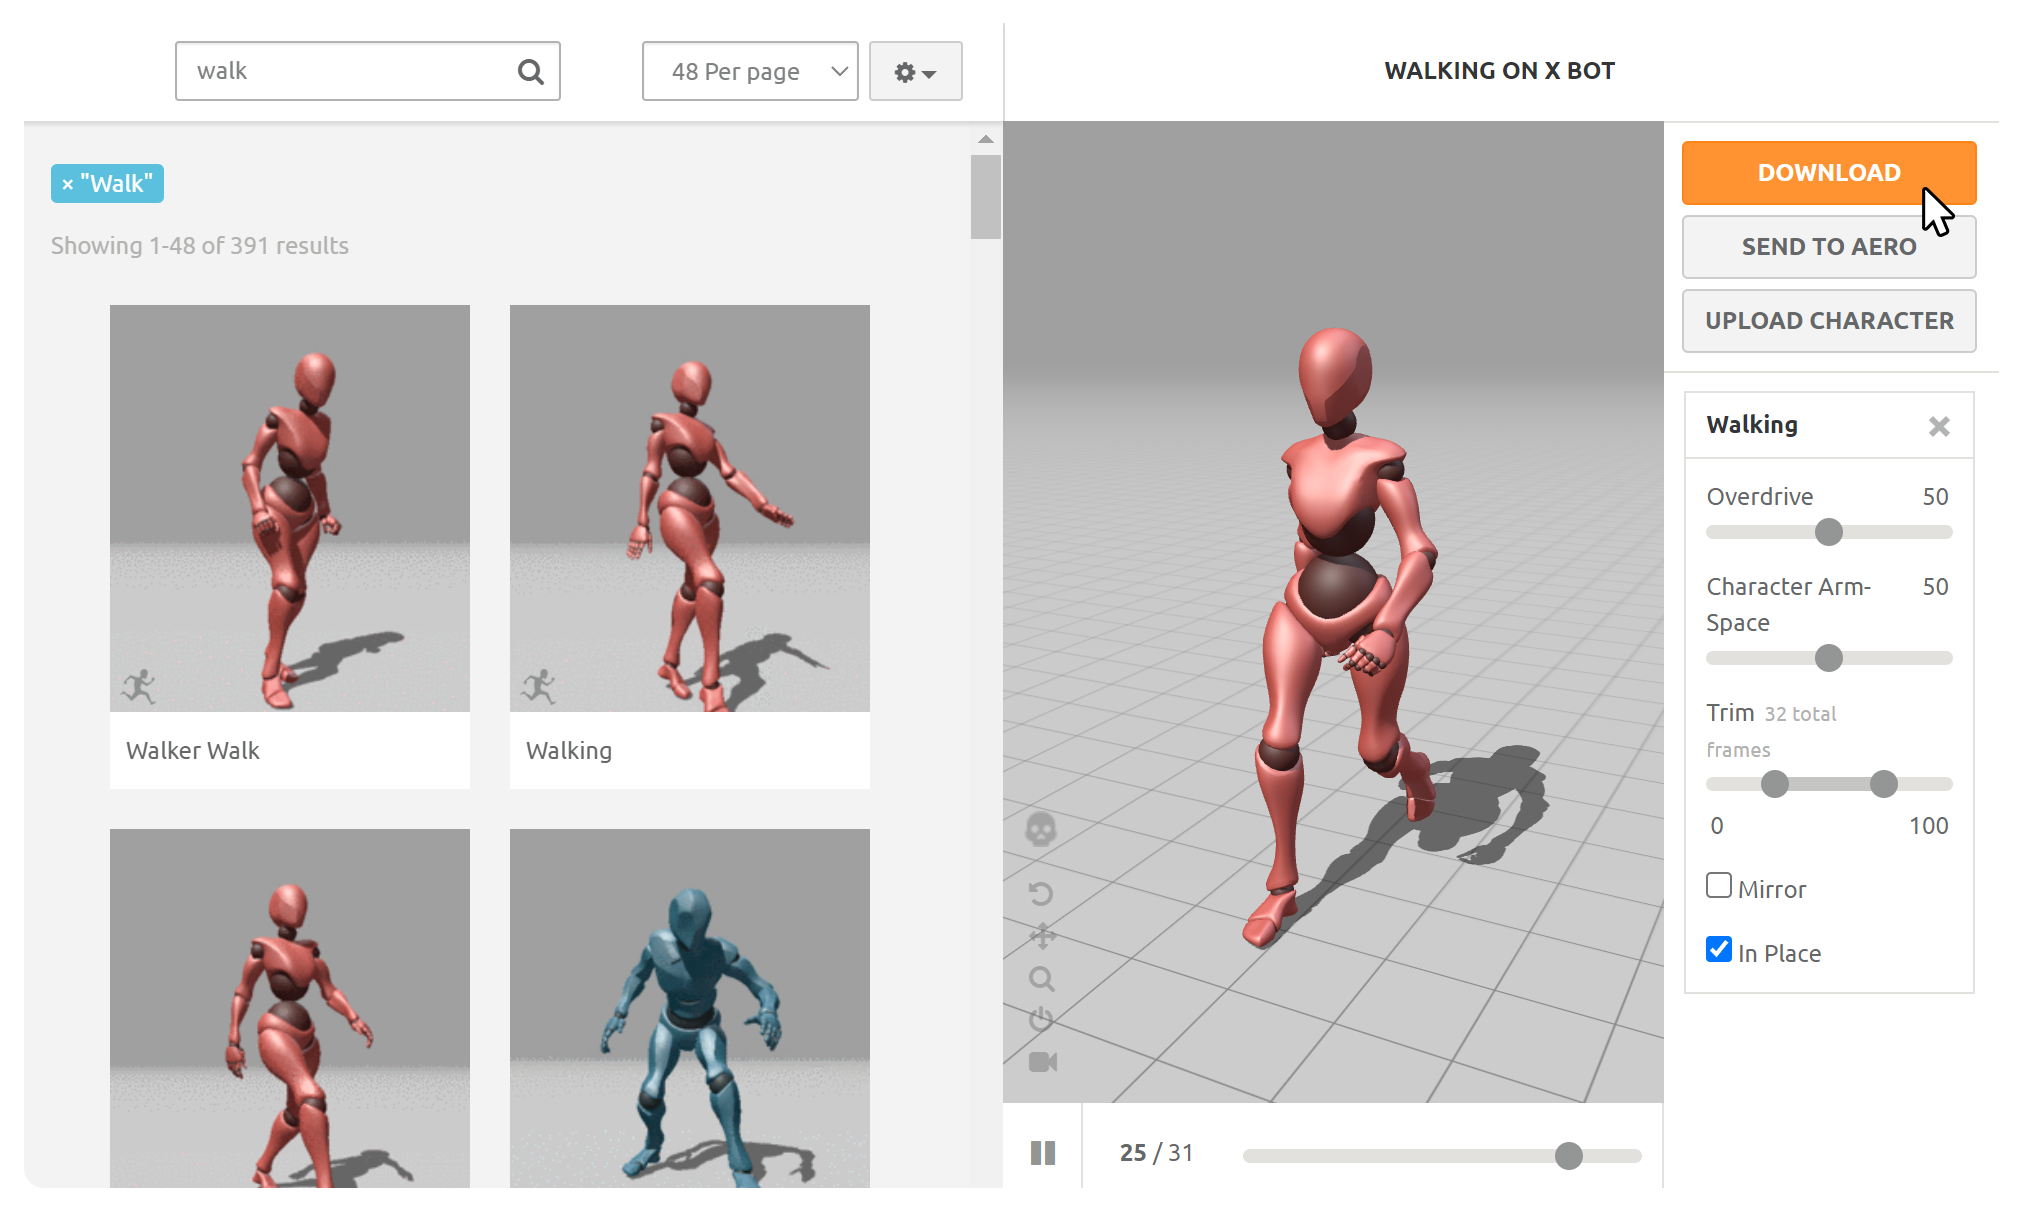 walk
48 Per page
WALKING ON X BOT
× "Walk"
Showing 1-48 of 391 results
Walker Walk
Walking
DOWNLOAD
SEND TO AERO
UPLOAD CHARACTER
Walking
Overdrive 50
Character Arm- 50
Space
Trim 32 total
frames
0 100
Mirror
In Place
25 / 31